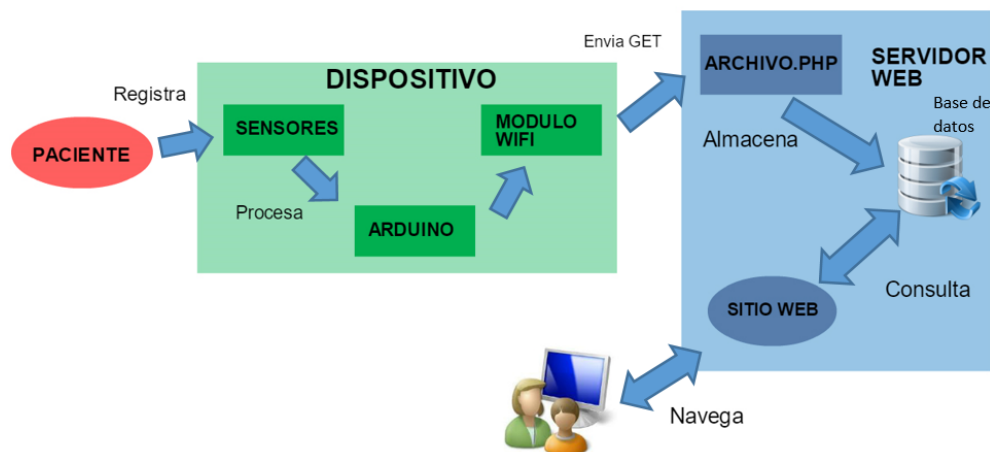 Envia GET
ARCHIVO.PHP
SERVIDOR
WEB
DISPOSITIVO
Registra
SENSORES
MODULO
WIFI
Base de
datos
Almacena
PACIENTE
Procesa
ARDUINO
Consulta
SITIO WEB
Navega